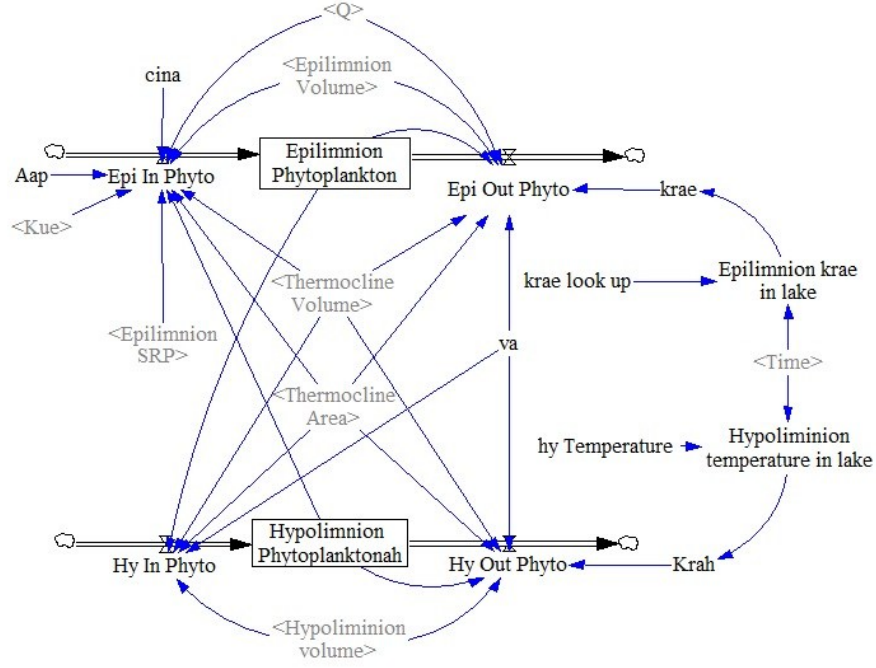 <Q>
<Epilimnion
Volume>
cina
Epilimnion
Phytoplankton
Aap
Epi In Phyto
Epi Out Phyto
krae
<Kue>
<Thermocline
Volume>
krae look up
Epilimnion krae
in lake
<Epilimnion
SRP>
va
<Time>
<Thermocline
Area>
hy Temperature
Hypoliminion
temperature in lake
Hypolimnion
Phytoplanktonah
Hy In Phyto
Hy Out Phyto
Krah
<Hypoliminion
volume>